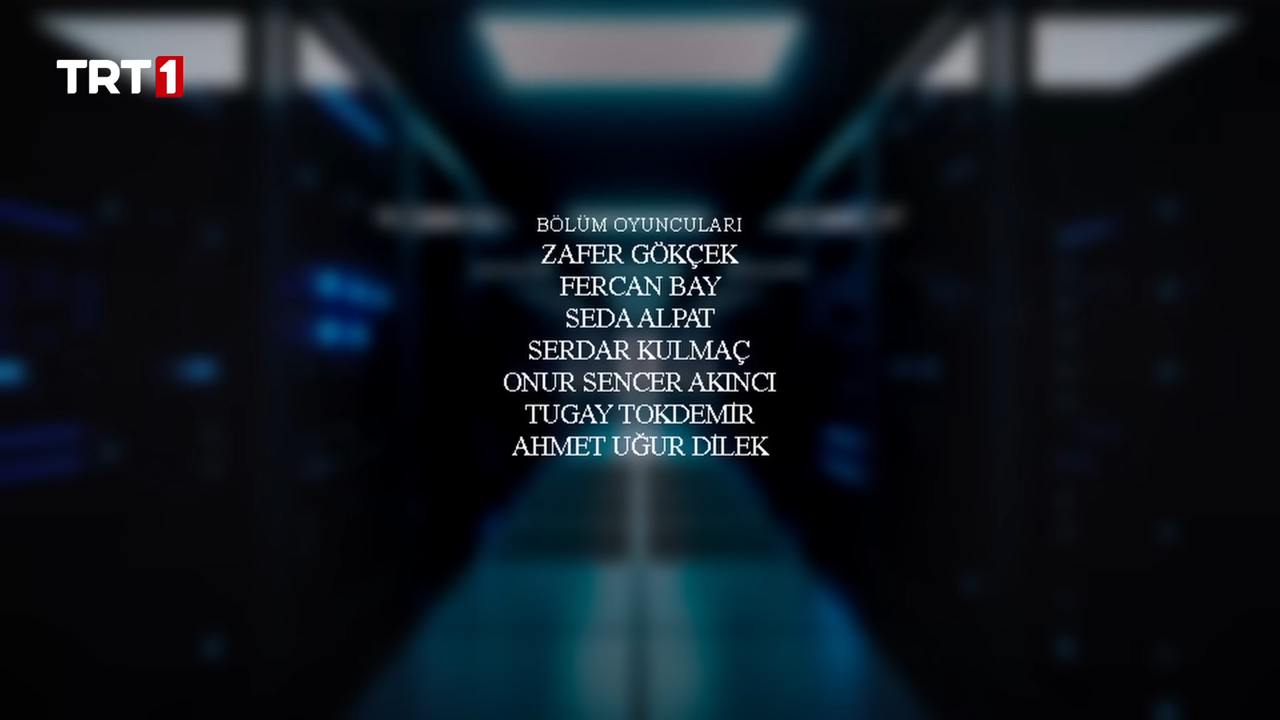 TRT1
BÖLÜM OYUNCULARI
ZAFER GÖKÇEK
FERCAN BAY
SEDA ALPAT
SERDAR KULMAÇ
ONUR SENCER AKINCI
TUGAY TOKDEMİR
AHMET UĞUR DİLEK